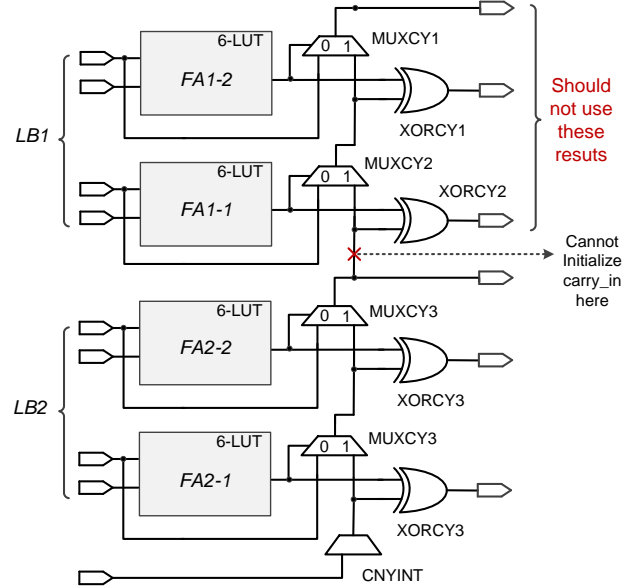 6-LUT
FA1-2
0 1
MUXCY1
XORCY1
Should
not use
these
resuts
LB1
6-LUT
FA1-1
0 1
MUXCY2
XORCY2
Cannot
Initialize
carry_in
here
6-LUT
FA2-2
0 1
MUXCY3
XORCY3
LB2
6-LUT
FA2-1
0 1
MUXCY3
XORCY3
CNYINT